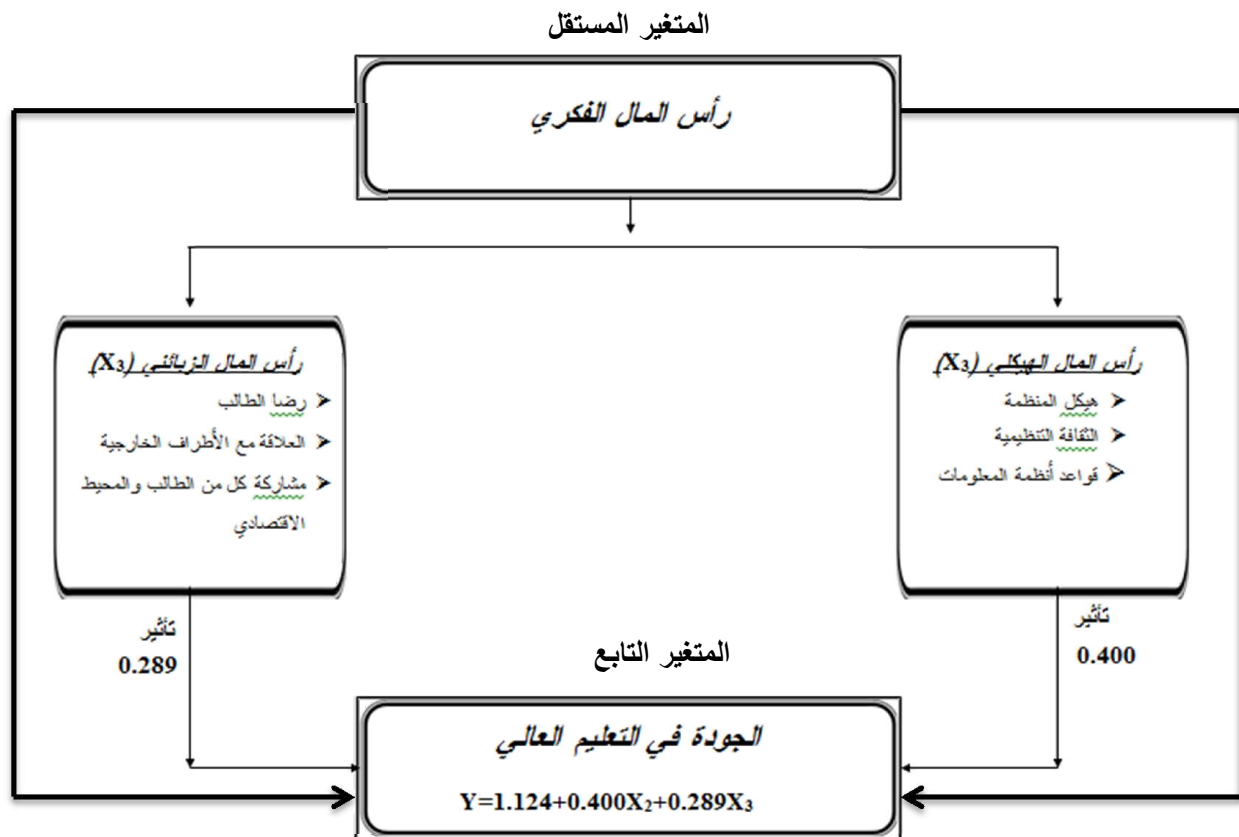 المتغير المستقل
رأس المال الفكري
رأس المال الهيكلي (X₃)
هيكل المنظمة
الثقافة التنظيمية
قواعد أنظمة المعلومات
رأس المال الزبائني (X₃)
رضا الطالب
العلاقة مع الأطراف الخارجية
مشاركة كل من الطالب والمحيط
الاقتصادي
تأثير
0.400
تأثير
0.289
المتغير التابع
الجودة في التعليم العالي
Y=1.124+0.400X₂+0.289X₃